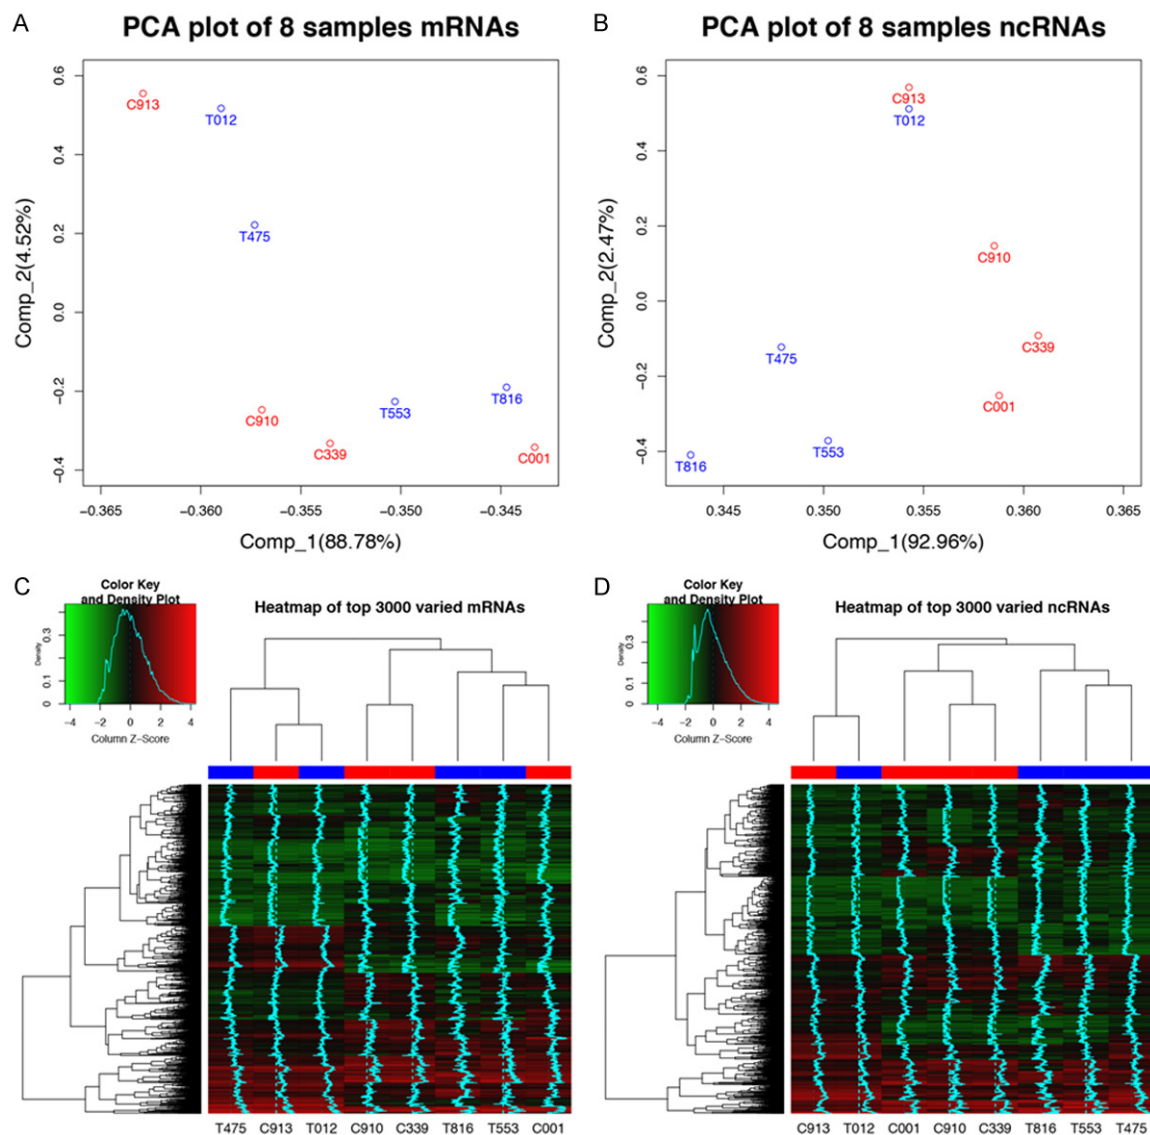 A
PCA plot of 8 samples mRNAs
Comp_2(4.52%)
0.6
0.4
0.2
0.0
−0.2
−0.4
C913
T012
T475
C910
C339
T553
T816
C001
−0.365
−0.360
−0.355
−0.350
−0.345
Comp_1(88.78%)
B
PCA plot of 8 samples ncRNAs
Comp_2(2.47%)
0.6
0.4
0.2
0.0
−0.2
−0.4
C913
T012
C910
C339
T475
C001
T553
T816
0.345
0.350
0.355
0.360
0.365
Comp_1(92.96%)
C
Color Key
and Density Plot
Density
0.3
0.1
0
−4
−2
0
2
4
Column Z−Score
Heatmap of top 3000 varied mRNAs
T475
C913
T012
C910
C339
T816
T553
C001
D
Color Key
and Density Plot
Density
0.3
0.1
0
−4
−2
0
2
4
Column Z−Score
Heatmap of top 3000 varied ncRNAs
C913
T012
C001
C910
C339
T816
T553
T475